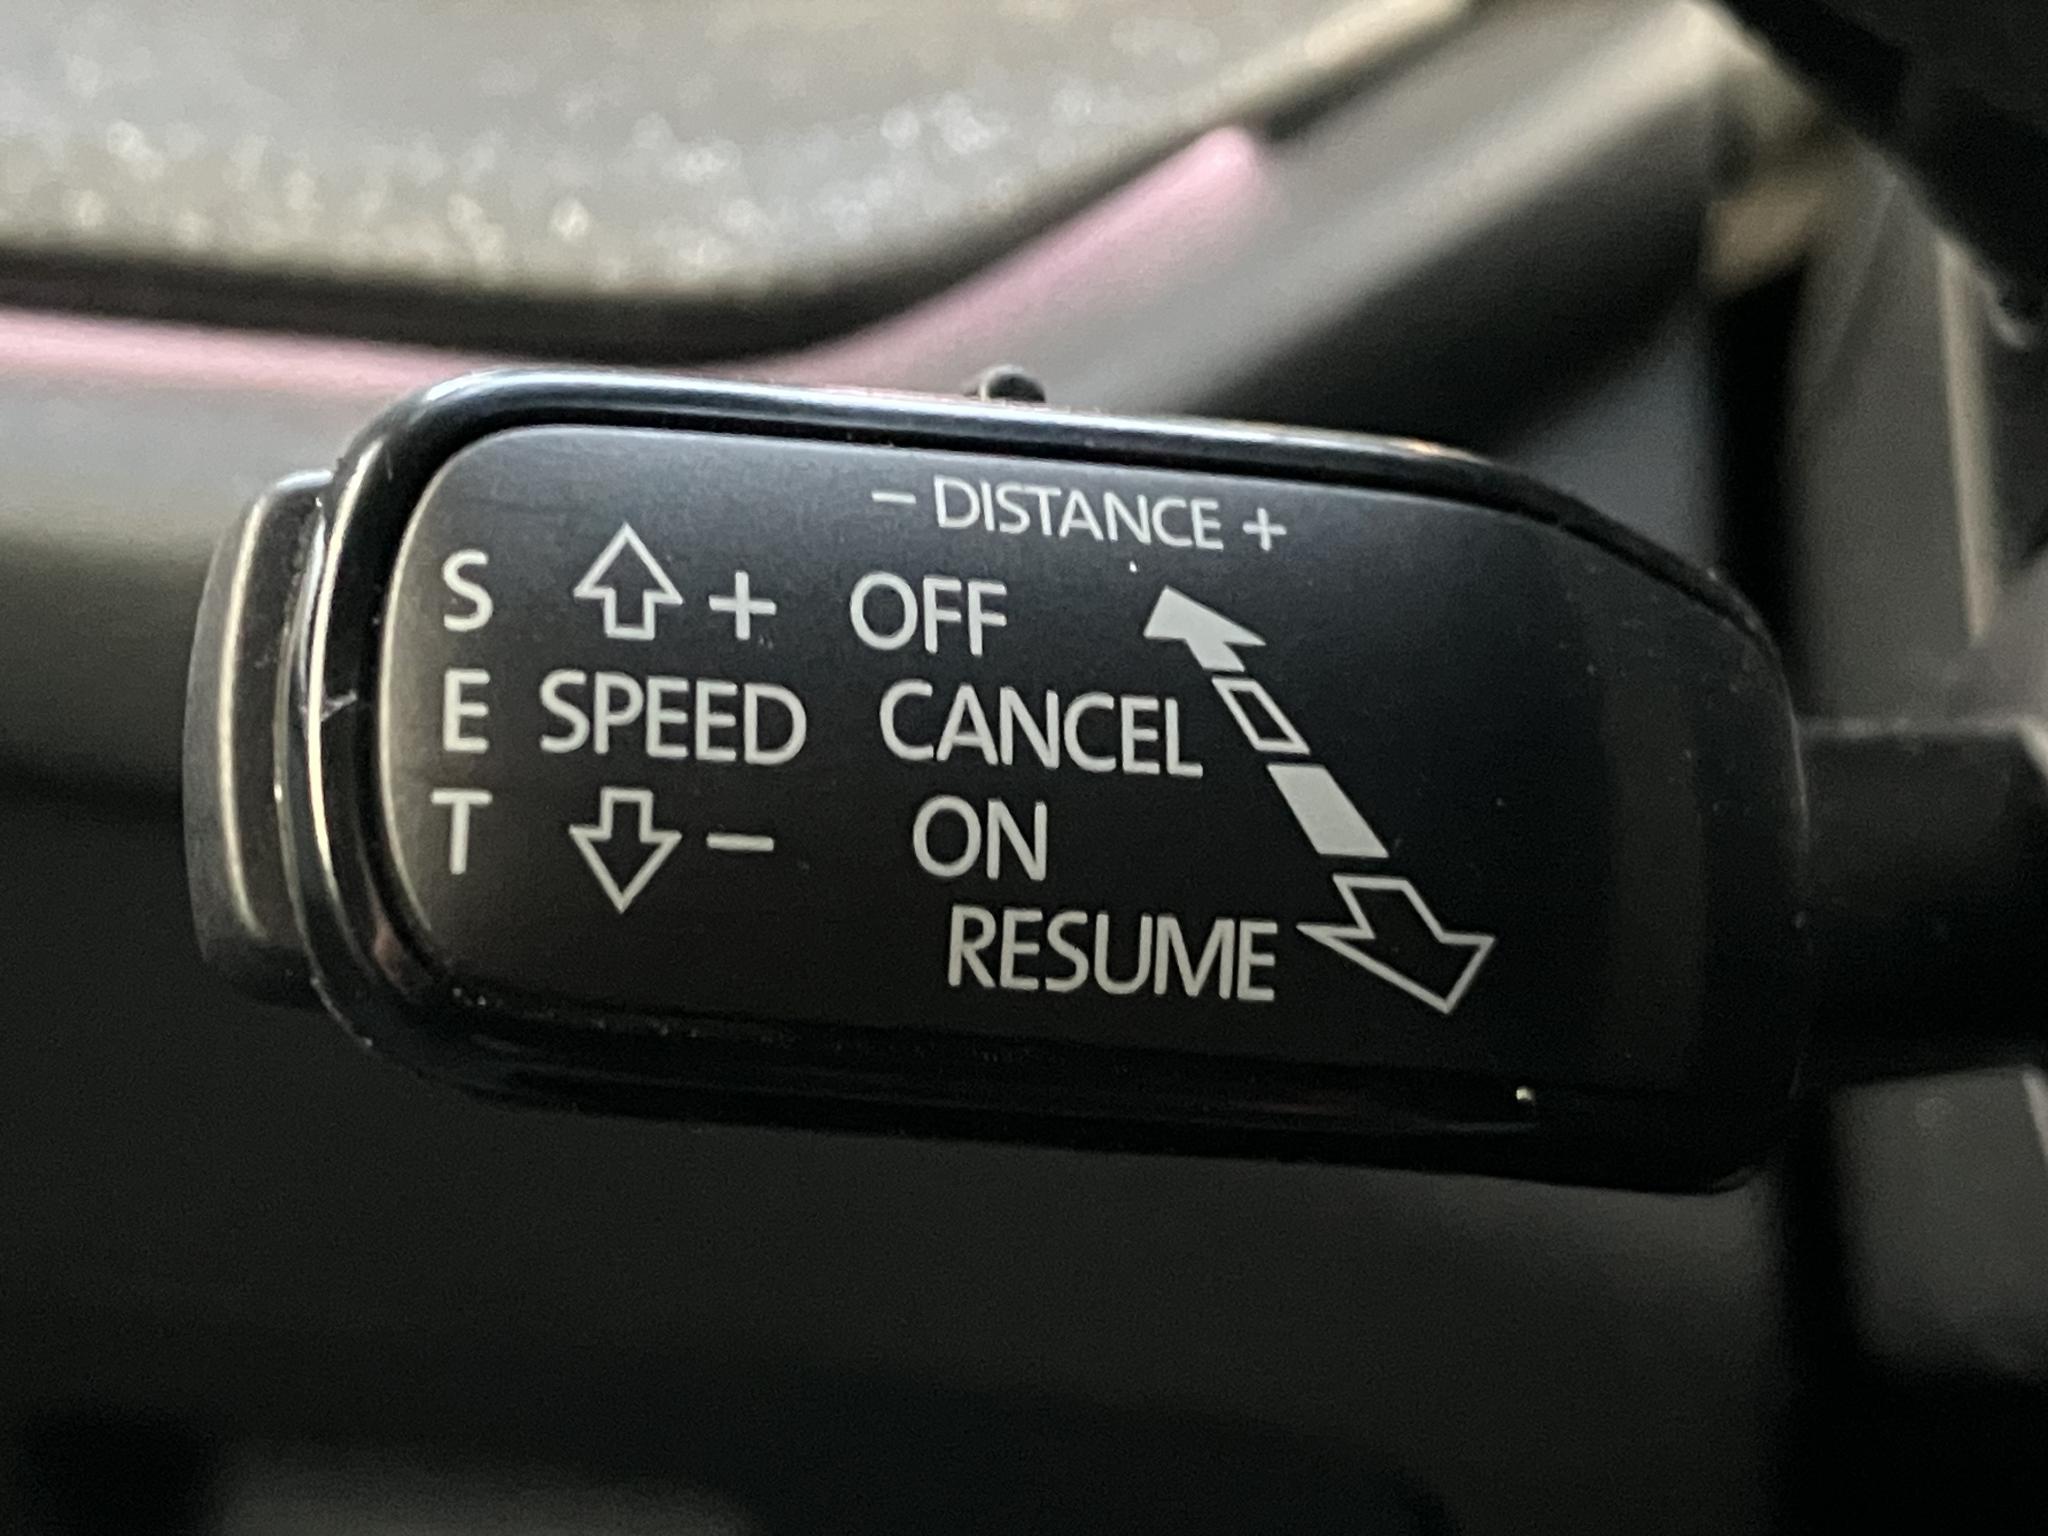 − DISTANCE +
S + OFF
E SPEED CANCEL
T − ON
RESUME